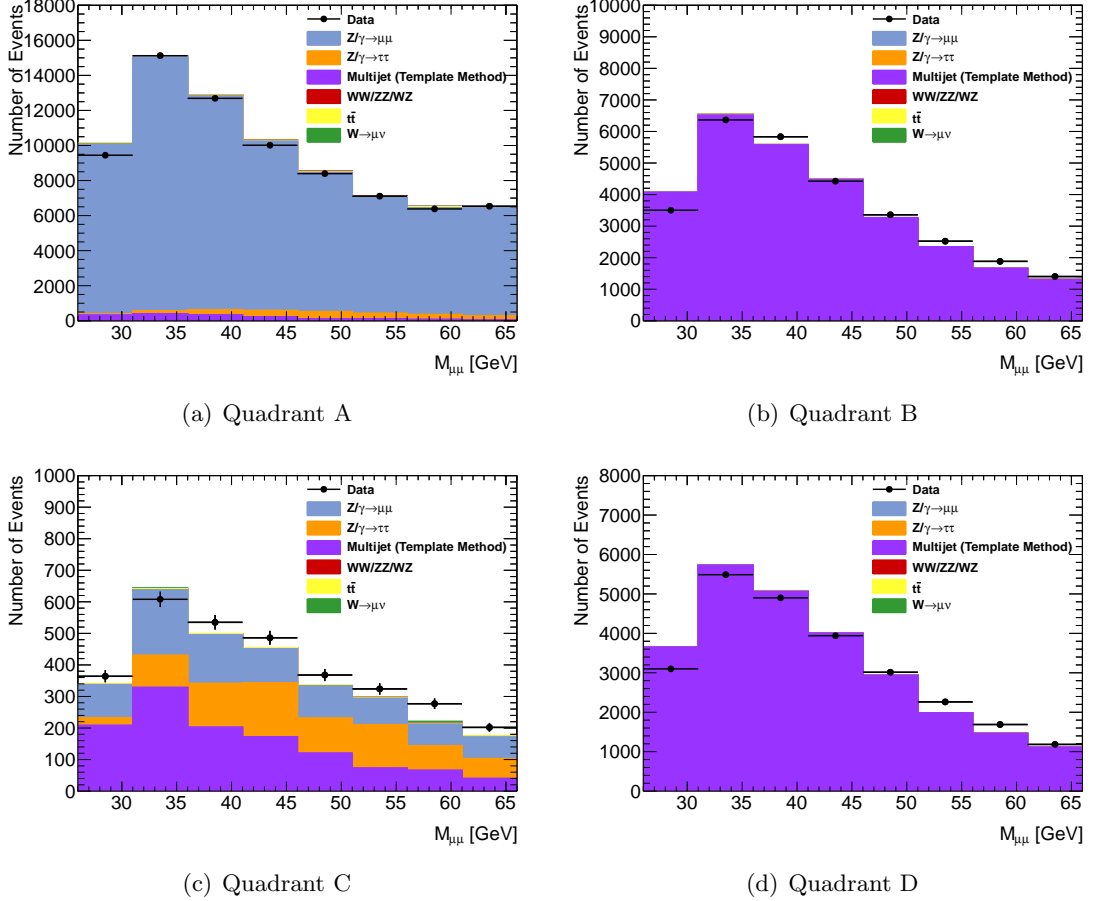 Number of Events
18000
16000
14000
12000
10000
8000
6000
4000
2000
0
30 35 40 45 50 55 60 65
M_μμ [GeV]
Data
Z/γ→μμ
Z/γ→ττ
Multijet (Template Method)
WW/ZZ/WZ
tt̄
W→μν
(a) Quadrant A
Number of Events
10000
9000
8000
7000
6000
5000
4000
3000
2000
1000
0
30 35 40 45 50 55 60 65
M_μμ [GeV]
Data
Z/γ→μμ
Z/γ→ττ
Multijet (Template Method)
WW/ZZ/WZ
tt̄
W→μν
(b) Quadrant B
Number of Events
1000
900
800
700
600
500
400
300
200
100
0
30 35 40 45 50 55 60 65
M_μμ [GeV]
Data
Z/γ→μμ
Z/γ→ττ
Multijet (Template Method)
WW/ZZ/WZ
tt̄
W→μν
(c) Quadrant C
Number of Events
8000
7000
6000
5000
4000
3000
2000
1000
0
30 35 40 45 50 55 60 65
M_μμ [GeV]
Data
Z/γ→μμ
Z/γ→ττ
Multijet (Template Method)
WW/ZZ/WZ
tt̄
W→μν
(d) Quadrant D